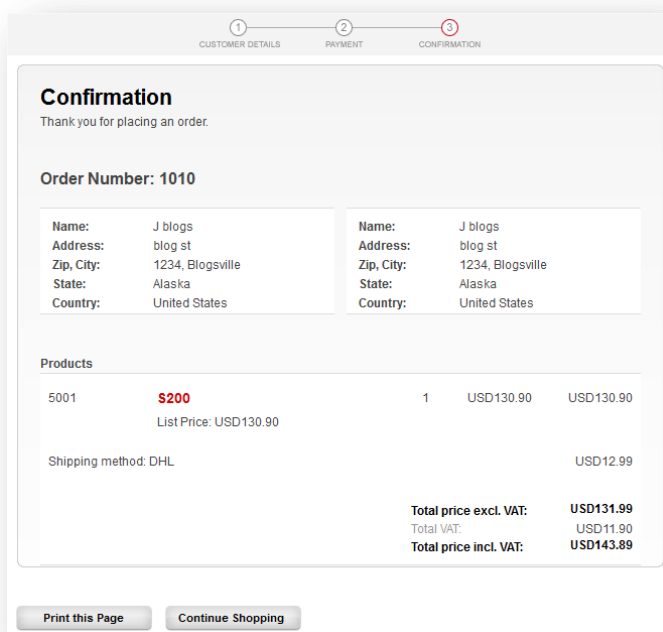 1 2 3
CUSTOMER DETAILS PAYMENT CONFIRMATION
Confirmation
Thank you for placing an order.
Order Number: 1010
Name: J blogs
Address: blog st
Zip, City: 1234, Blogsville
State: Alaska
Country: United States
Name: J blogs
Address: blog st
Zip, City: 1234, Blogsville
State: Alaska
Country: United States
Products
5001 S200 1 USD130.90 USD130.90
List Price: USD130.90
Shipping method: DHL USD12.99
Total price excl. VAT: USD131.99
Total VAT: USD11.90
Total price incl. VAT: USD143.89
Print this Page Continue Shopping